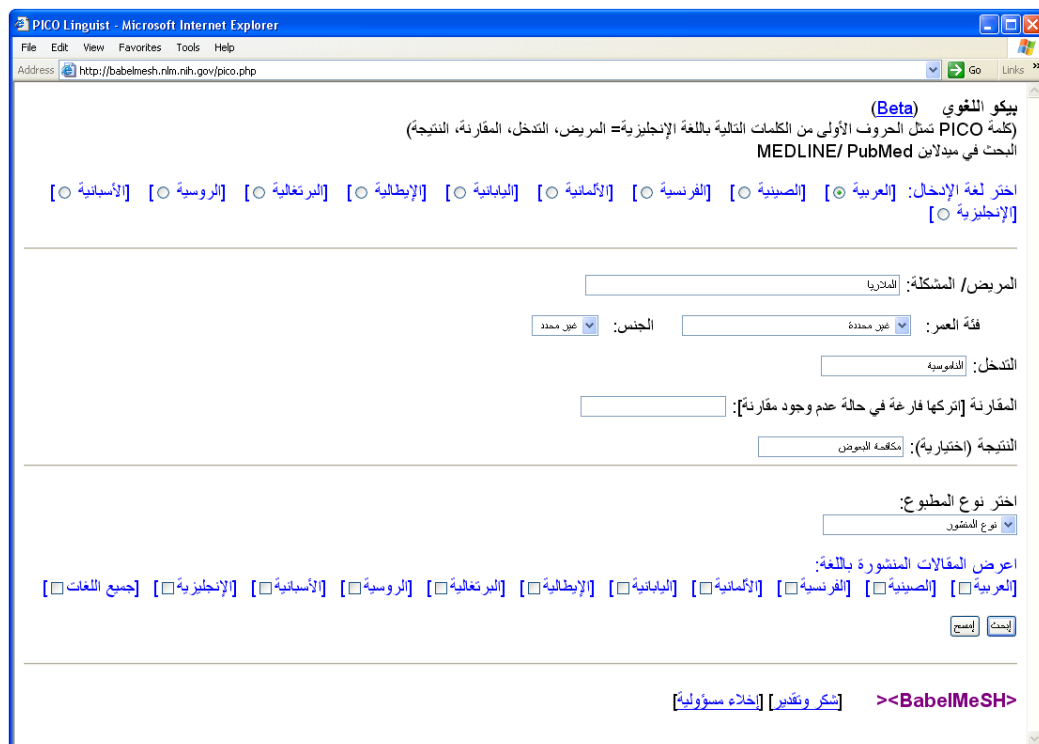 PICO Linguist - Microsoft Internet Explorer
File Edit View Favorites Tools Help
Address http://babelmesh.nlm.nih.gov/pico.php Go Links »
بيكو اللغوي (Beta)
(كلمة PICO تمثل الحروف الأولى من الكلمات التالية باللغة الإنجليزية= المريض، التدخل، المقارنة، النتيجة)
البحث في ميدلاين MEDLINE/ PubMed
اختر لغة الإدخال: [العربية] [الصينية] [الفرنسية] [الألمانية] [اليابانية] [الإيطالية] [البرتغالية] [الروسية] [الأسبانية]
[الإنجليزية]
المريض/ المشكلة: الملاريا
فئة العمر: غير محددة الجنس: غير محدد
التدخل: الناموسية
المقارنة [اتركها فارغة في حالة عدم وجود مقارنة]:
النتيجة (اختيارية): مكافحة البعوض
اختر نوع المطبوع:
نوع المنشور
اعرض المقالات المنشورة باللغة:
[العربية] [الصينية] [الفرنسية] [الألمانية] [اليابانية] [الإيطالية] [البرتغالية] [الروسية] [الأسبانية] [الإنجليزية] [جميع اللغات]
إبحث إمسح
><BabelMeSH> [شكر وتقدير] [إخلاء مسؤولية]